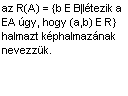 az R(A) = {b E B|létezik a
EA úgy, hogy (a,b) E R}
halmazt képhalmazának
nevezzük.